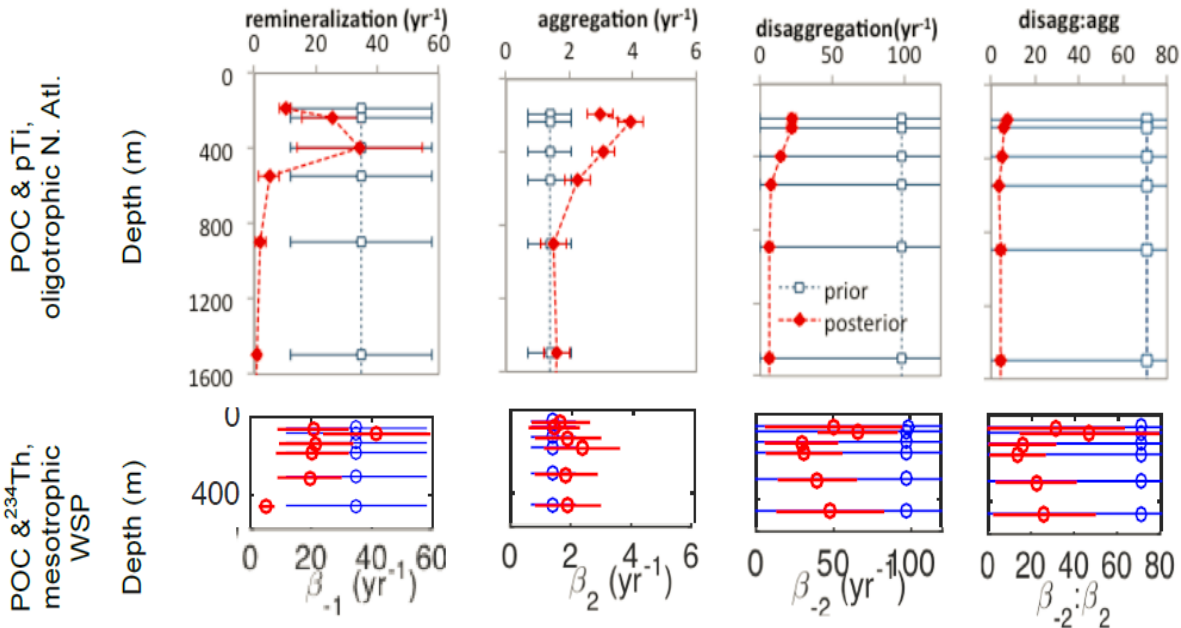 remineralization (yr-1)
aggregation (yr-1)
disaggregation(yr-1)
disagg:agg
0 20 40 60
0 2 4 6
0 50 100
0 20 40 60 80
POC & pTi,
oligotrophic N. Atl.
Depth (m)
0
400
800
1200
1600
prior
posterior
POC &234Th,
mesotrophic
WSP
Depth (m)
0
400
0 20 40 60
0 2 4 6
0 50 100
0 20 40 60 80
β-1 (yr-1)
β2 (yr-1)
β-2 (yr-1)
β-2:β2